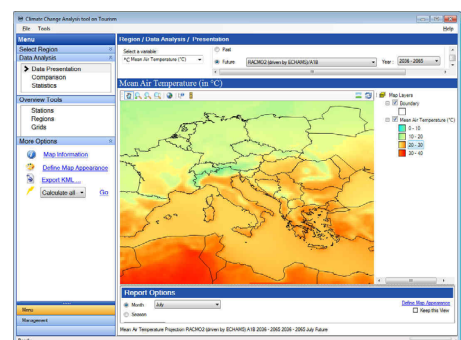 Climate Change Analysis tool on Tourism
File Tools Help
Menu
Select Region
Data Analysis
Data Presentation
Comparison
Statistics
Overview Tools
Stations
Regions
Grids
More Options
Map Information
Define Map Appearance
Export KML ...
Calculate all Go
Menu
Management
Region / Data Analysis / Presentation
Select a variable:
°C Mean Air Temperature (°C)
Past
Future RACMO2 (driven by ECHAM5)/A1B Year : 2036 - 2065
Mean Air Temperature (in °C)
Map Layers
Boundary
Mean Air Temperature (°C)
0 - 10
10 - 20
20 - 30
30 - 40
Report Options
Month July
Season
Define Map Appearance
Keep this View
Mean Air Temperature Projection RACMO2 (driven by ECHAM5) A1B 2036 - 2065 2036 - 2065 July Future